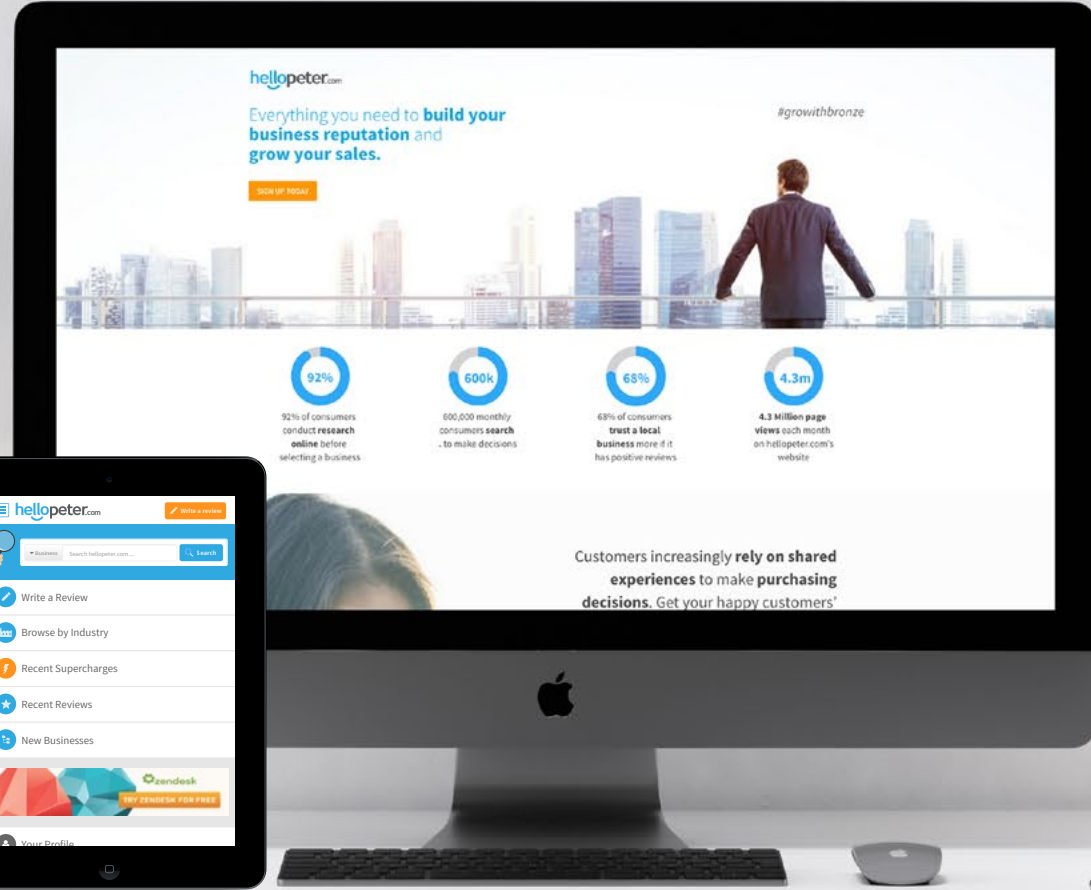 hellopeter.com
Everything you need to build your
business reputation and
grow your sales.
#growithbronze
SIGN UP TODAY
92%
92% of consumers
conduct research
online before
selecting a business
600k
600,000 monthly
consumers search
. to make decisions
68%
68% of consumers
trust a local
business more if it
has positive reviews
4.3m
4.3 Million page
views each month
on hellopeter.com's
website
Customers increasingly rely on shared
experiences to make purchasing
decisions. Get your happy customers'
hellopeter.com
Write a review
Business
Search hellopeter.com....
Search
Write a Review
Browse by Industry
Recent Supercharges
Recent Reviews
New Businesses
zendesk
TRY ZENDESK FOR FREE
Your Profile